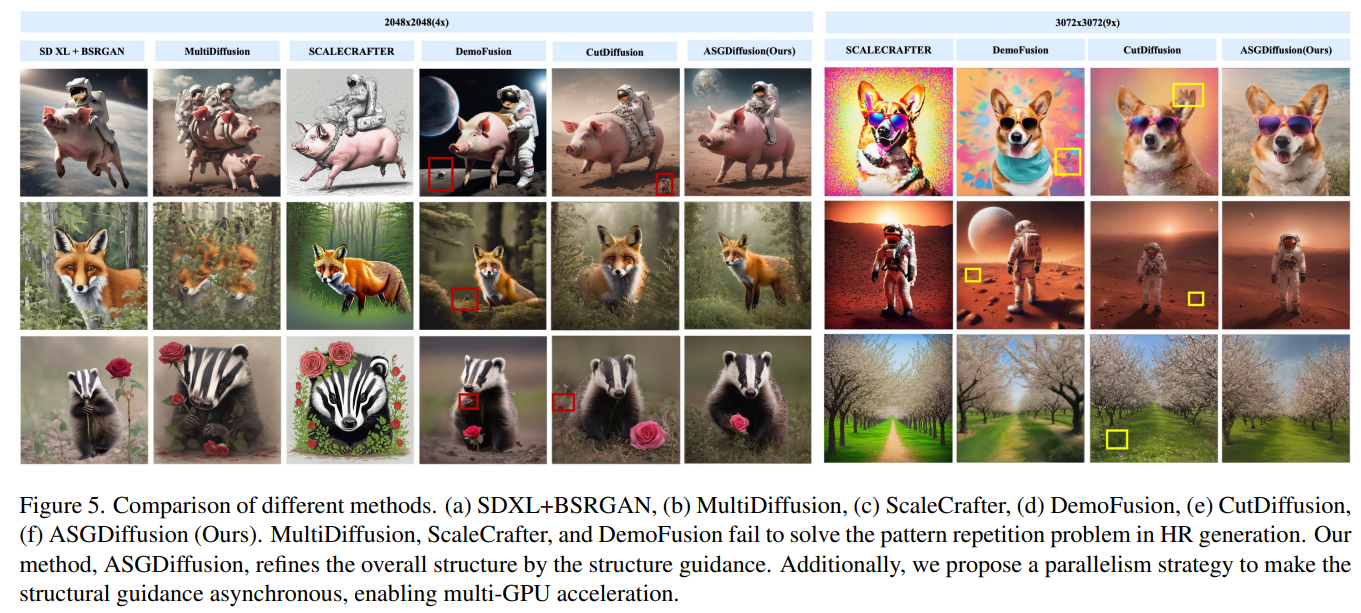 2048x2048(4x)
3072x3072(9x)
SD XL + BSRGAN
MultiDiffusion
SCALECRAFTER
DemoFusion
CutDiffusion
ASGDiffusion(Ours)
SCALECRAFTER
DemoFusion
CutDiffusion
ASGDiffusion(Ours)
Figure 5. Comparison of different methods. (a) SDXL+BSRGAN, (b) MultiDiffusion, (c) ScaleCrafter, (d) DemoFusion, (e) CutDiffusion,
(f) ASGDiffusion (Ours). MultiDiffusion, ScaleCrafter, and DemoFusion fail to solve the pattern repetition problem in HR generation. Our
method, ASGDiffusion, refines the overall structure by the structure guidance. Additionally, we propose a parallelism strategy to make the
structural guidance asynchronous, enabling multi-GPU acceleration.